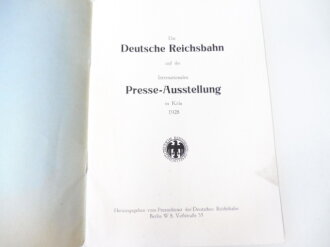 Die
Deutsche Reichsbahn
auf der
Internationalen
Presse-Ausstellung
in Köln
1928
Herausgegeben vom Pressedienst der Deutschen Reichsbahn
Berlin W 8, Voßstraße 35